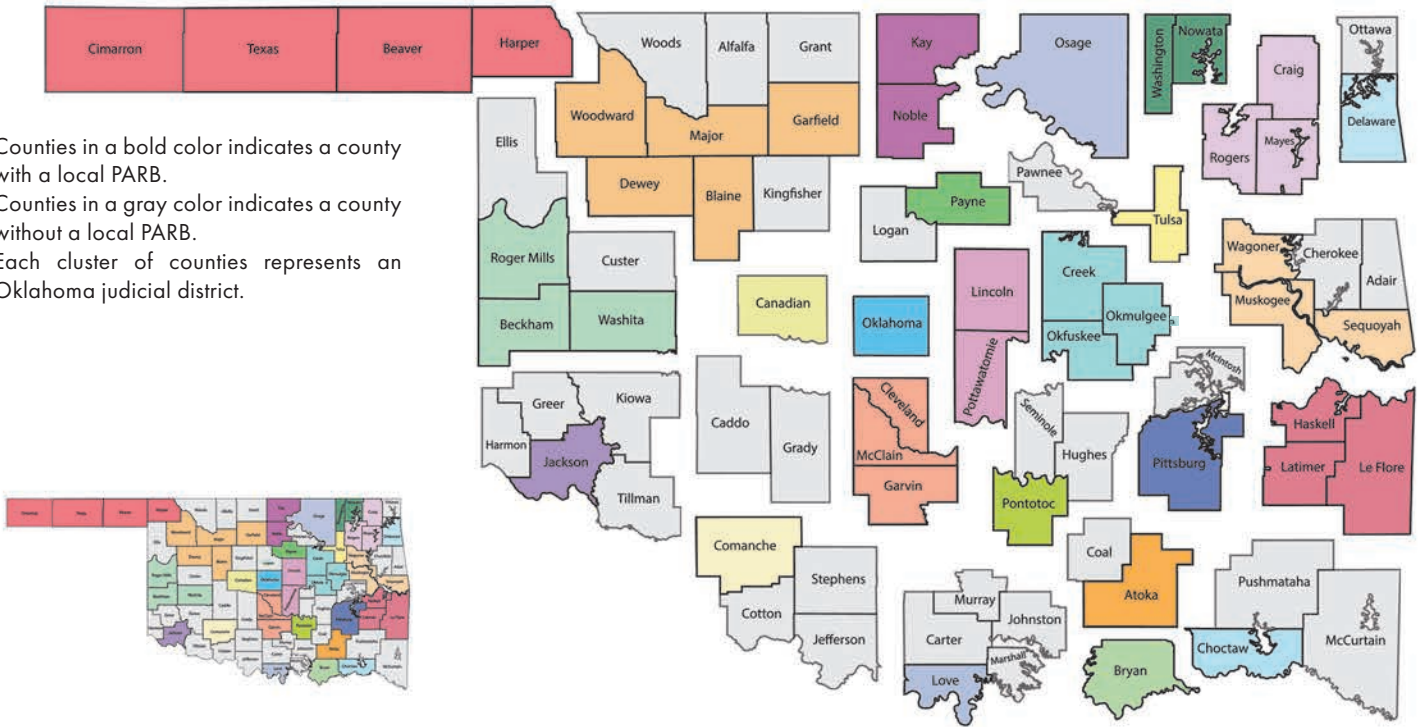 Cimarron
Texas
Beaver
Harper
Woods
Alfalfa
Grant
Kay
Osage
Washington
Nowata
Craig
Ottawa
Counties in a bold color indicates a county
with a local PARB.
Counties in a gray color indicates a county
without a local PARB.
Each cluster of counties represents an
Oklahoma judicial district.
Ellis
Woodward
Major
Garfield
Noble
Rogers
Mayes
Delaware
Dewey
Blaine
Kingfisher
Logan
Payne
Pawnee
Tulsa
Roger Mills
Custer
Beckham
Washita
Canadian
Oklahoma
Lincoln
Pottawatomie
Creek
Okfuskee
Okmulgee
Wagoner
Cherokee
Adair
Muskogee
Sequoyah
Harmon
Greer
Kiowa
Jackson
Tillman
Caddo
Grady
Cleveland
McClain
Garvin
Seminole
Hughes
Pontotoc
McIntosh
Pittsburg
Haskell
Latimer
Le Flore
Comanche
Stephens
Cotton
Jefferson
Murray
Carter
Johnston
Marshall
Love
Coal
Atoka
Bryan
Pushmataha
Choctaw
McCurtain